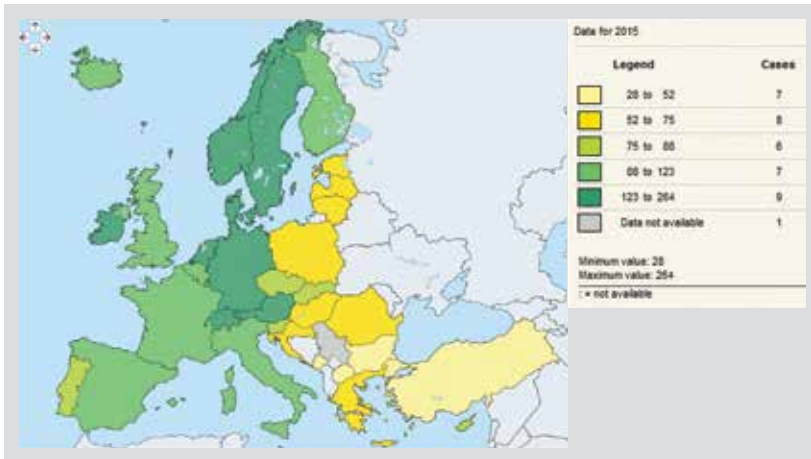 Data for 2015
Legend Cases
28 to 52 7
52 to 75 8
75 to 88 6
88 to 123 7
123 to 264 9
Data not available 1
Minimum value: 28
Maximum value: 264
: = not available